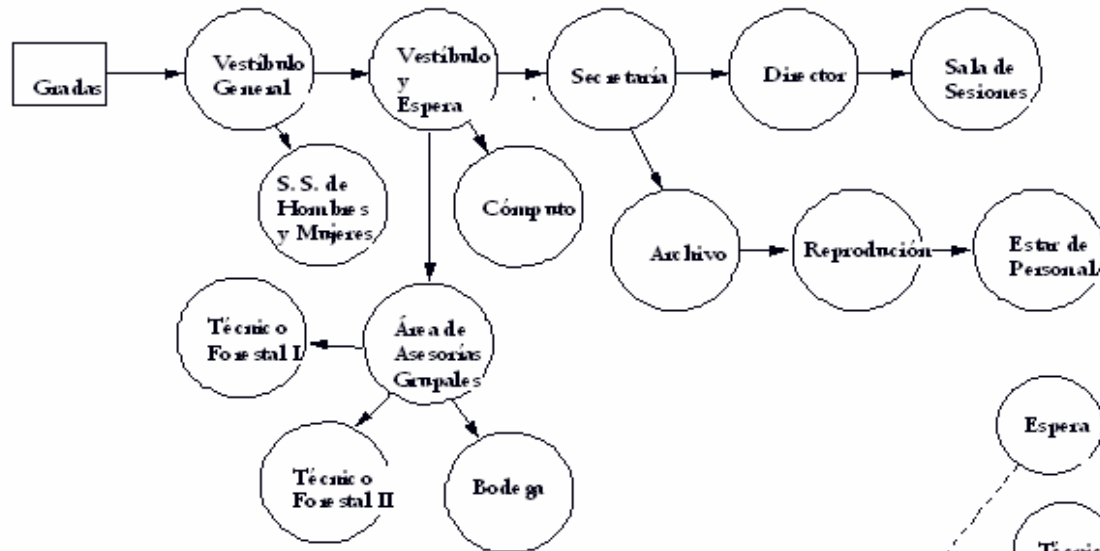 Gradas
Vestíbulo
General
Vestíbulo
y
Espera
Secretaría
Director
Sala de
Sesiones
S. S. de
Hombres
y Mujeres
Cómputo
Archivo
Reprodución
Estar de
Personal
Técnico
Forestal I
Área de
Asesorías
Grupales
Técnico
Forestal II
Bodega
Espera